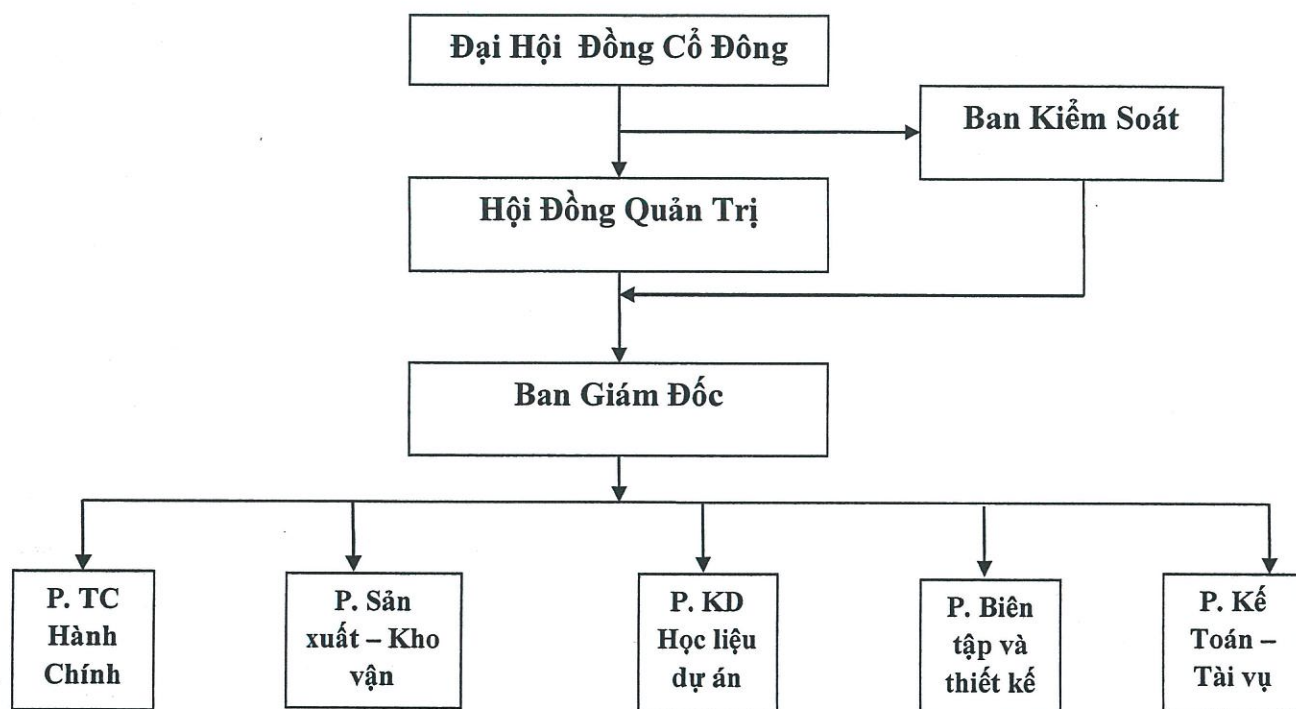 Đại Hội Đồng Cổ Đông
Ban Kiểm Soát
Hội Đồng Quản Trị
Ban Giám Đốc
P. TC
Hành
Chính
P. Sản
xuất – Kho
vận
P. KD
Học liệu
dự án
P. Biên
tập và
thiết kế
P. Kế
Toán –
Tài vụ